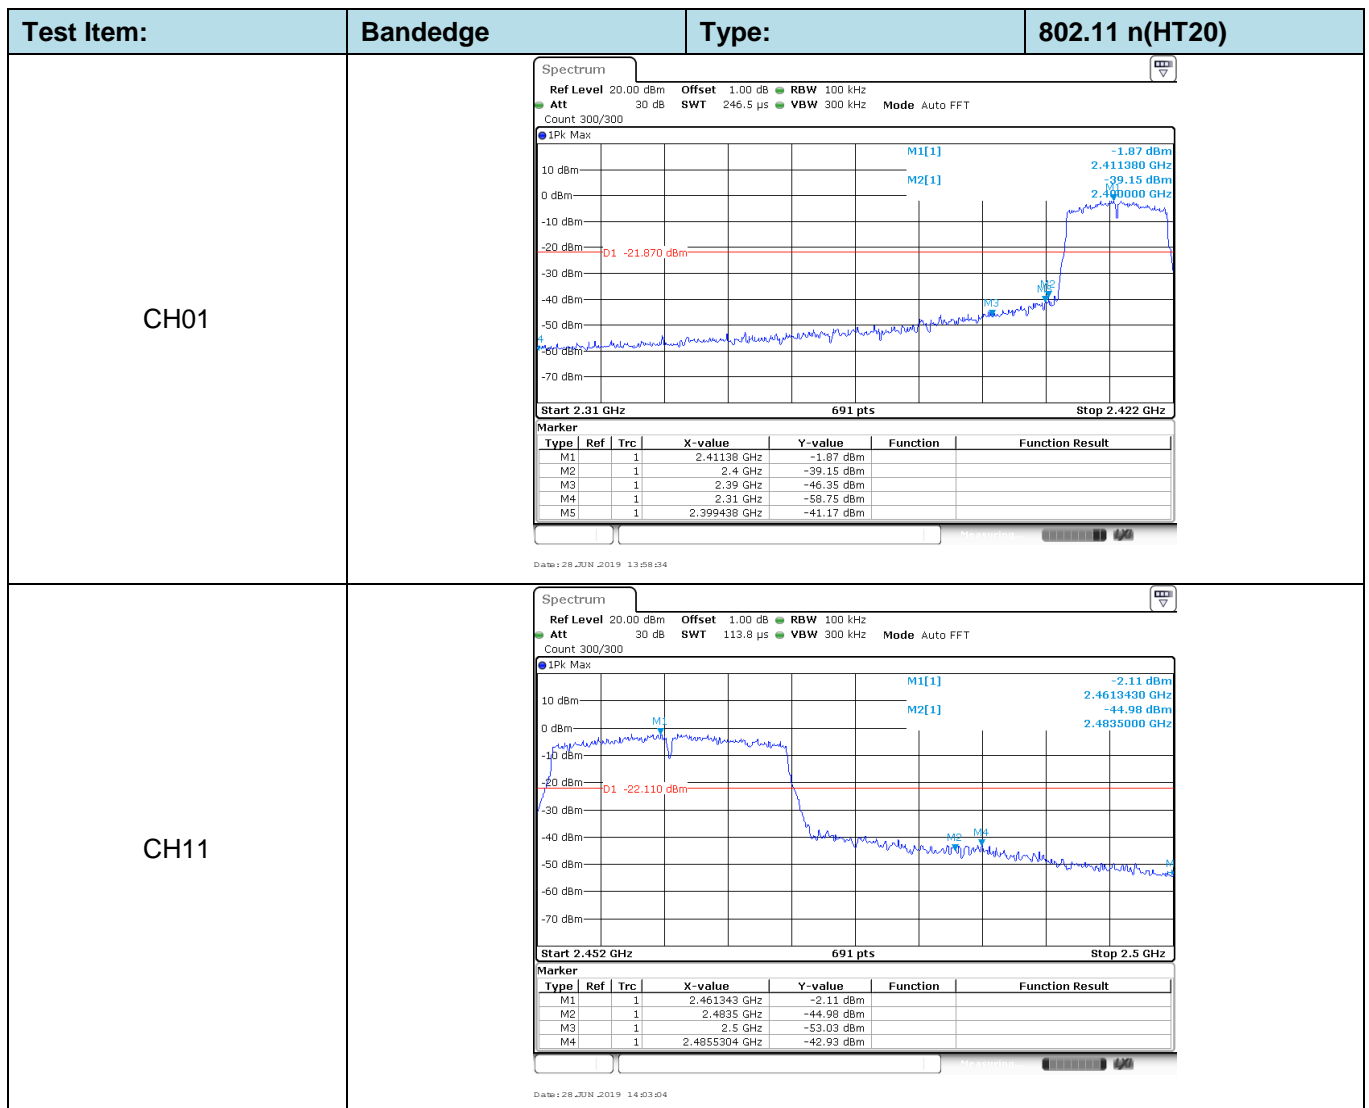 Test Item: Bandedge Type: 802.11 n(HT20)
CH01
Spectrum
Ref Level 20.00 dBm Offset 1.00 dB RBW 100 kHz
Att 30 dB SWT 246.5 µs VBW 300 kHz Mode Auto FFT
Count 300/300
1Pk Max
M1[1] -1.87 dBm
2.411380 GHz
M2[1] -39.15 dBm
2.400000 GHz
10 dBm
0 dBm
-10 dBm
-20 dBm
D1 -21.870 dBm
-30 dBm
-40 dBm
-50 dBm
-60 dBm
-70 dBm
M1
M2
M3
Start 2.31 GHz 691 pts Stop 2.422 GHz
Marker
Type Ref Trc X-value Y-value Function Function Result
M1 1 2.41138 GHz -1.87 dBm
M2 1 2.4 GHz -39.15 dBm
M3 1 2.39 GHz -46.35 dBm
M4 1 2.31 GHz -58.75 dBm
M5 1 2.399438 GHz -41.17 dBm
Measuring...
Date: 28.JUN.2019 13:58:34
CH11
Spectrum
Ref Level 20.00 dBm Offset 1.00 dB RBW 100 kHz
Att 30 dB SWT 113.8 µs VBW 300 kHz Mode Auto FFT
Count 300/300
1Pk Max
M1[1] -2.11 dBm
2.4613430 GHz
M2[1] -44.98 dBm
2.4835000 GHz
10 dBm
0 dBm
-10 dBm
-20 dBm
D1 -22.110 dBm
-30 dBm
-40 dBm
-50 dBm
-60 dBm
-70 dBm
M1
M2 M4
Start 2.452 GHz 691 pts Stop 2.5 GHz
Marker
Type Ref Trc X-value Y-value Function Function Result
M1 1 2.461343 GHz -2.11 dBm
M2 1 2.4835 GHz -44.98 dBm
M3 1 2.5 GHz -53.03 dBm
M4 1 2.4855304 GHz -42.93 dBm
Measuring...
Date: 28.JUN.2019 14:03:04